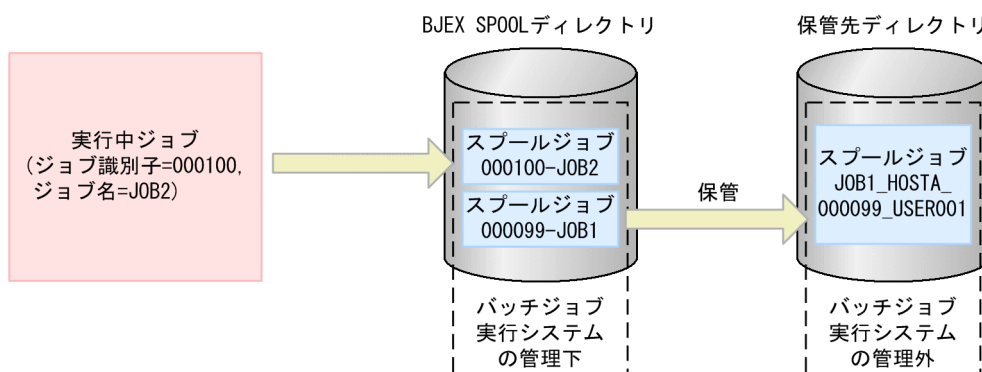 BJEX SPOOLディレクトリ
保管先ディレクトリ
実行中ジョブ
(ジョブ識別子=000100,
ジョブ名=JOB2)
スプールジョブ
000100-JOB2
スプールジョブ
000099-JOB1
保管
スプールジョブ
JOB1_HOSTA_
000099_USER001
バッチジョブ
実行システム
の管理下
バッチジョブ
実行システム
の管理外